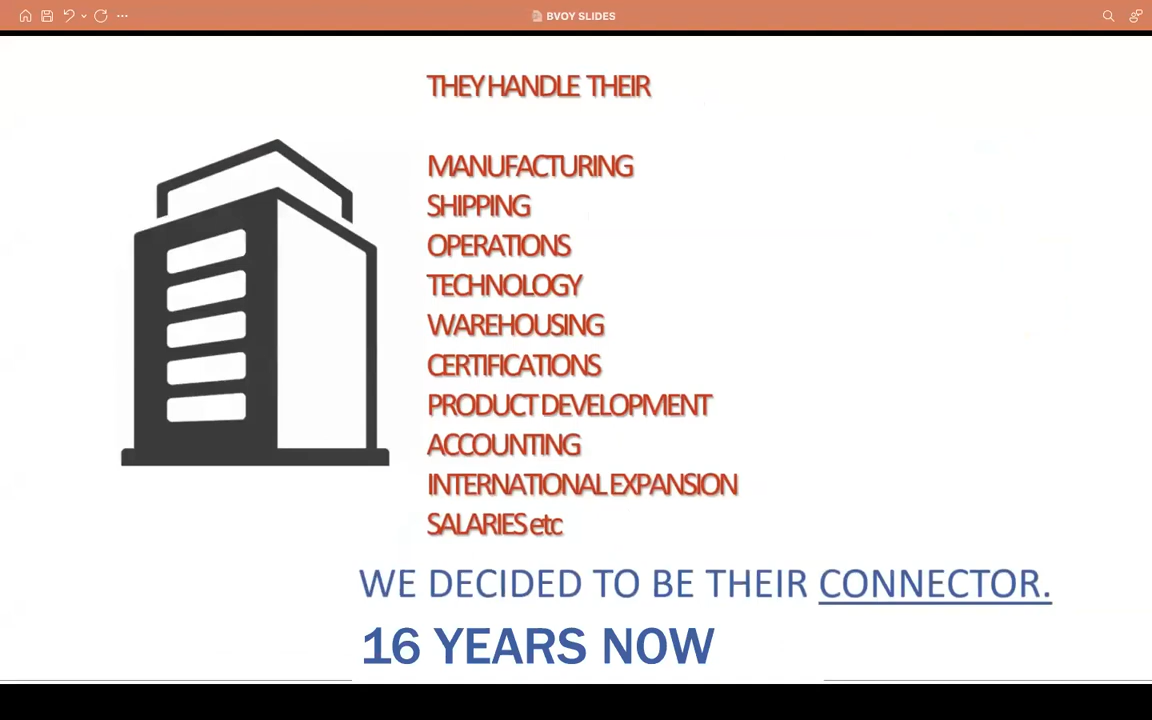 BVOY SLIDES
THEY HANDLE THEIR
MANUFACTURING
SHIPPING
OPERATIONS
TECHNOLOGY
WAREHOUSING
CERTIFICATIONS
PRODUCT DEVELOPMENT
ACCOUNTING
INTERNATIONAL EXPANSION
SALARIES etc
WE DECIDED TO BE THEIR CONNECTOR.
16 YEARS NOW